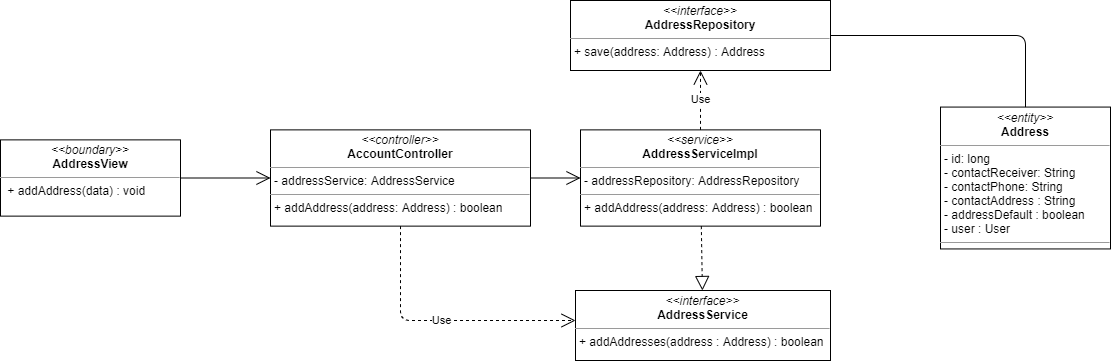 <<interface>>
AddressRepository
+ save(address: Address) : Address
Use
<<boundary>>
AddressView
+ addAddress(data) : void
<<controller>>
AccountController
- addressService: AddressService
+ addAddress(address: Address) : boolean
<<service>>
AddressServiceImpl
- addressRepository: AddressRepository
+ addAddress(address: Address) : boolean
<<entity>>
Address
- id: long
- contactReceiver: String
- contactPhone: String
- contactAddress : String
- addressDefault : boolean
- user : User
Use
<<interface>>
AddressService
+ addAddresses(address : Address) : boolean